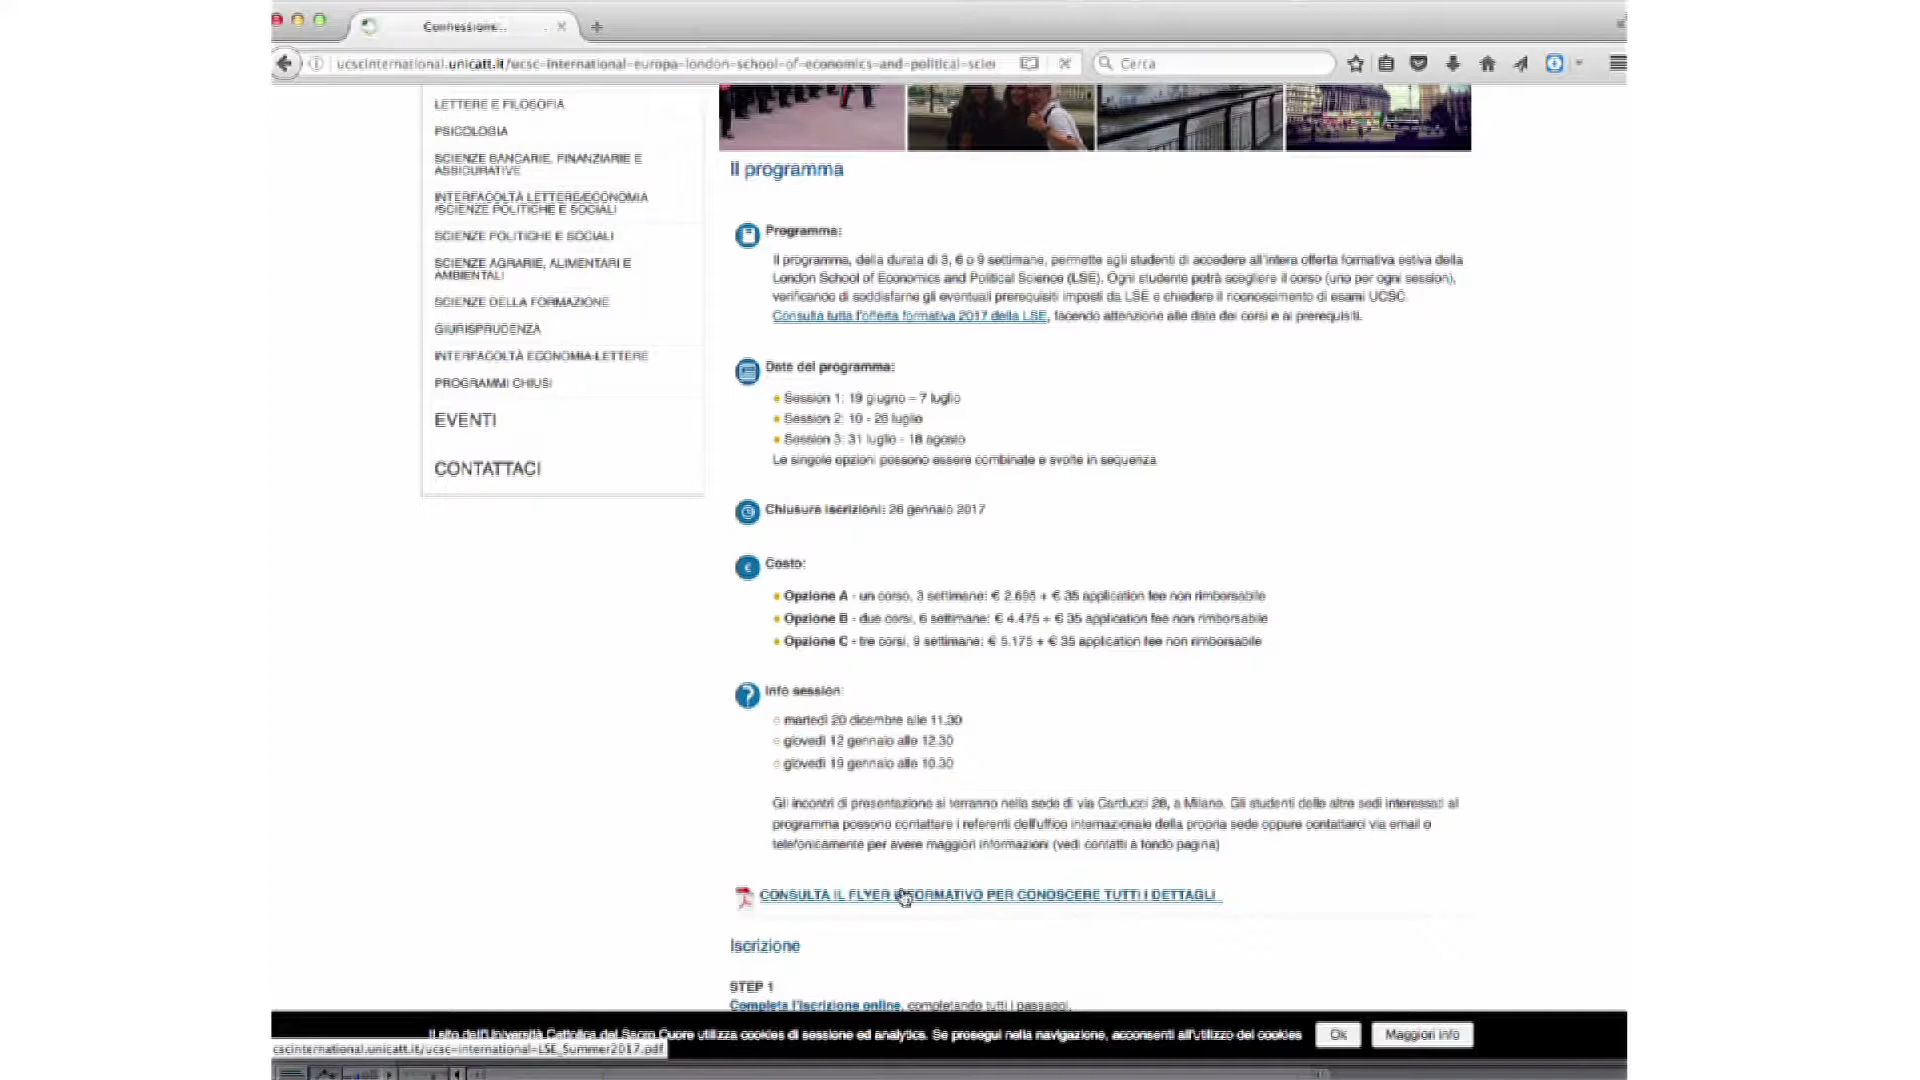 Connessione...
ucscinternational.unicatt.it/ucsc-international-europa-london-school-of-economics-and-political-scier
Cerca
LETTERE E FILOSOFIA
PSICOLOGIA
SCIENZE BANCARIE, FINANZIARIE E
ASSICURATIVE
INTERFACOLTÀ LETTERE/ECONOMIA
/SCIENZE POLITICHE E SOCIALI
SCIENZE POLITICHE E SOCIALI
SCIENZE AGRARIE, ALIMENTARI E
AMBIENTALI
SCIENZE DELLA FORMAZIONE
GIURISPRUDENZA
INTERFACOLTÀ ECONOMIA-LETTERE
PROGRAMMI CHIUSI
EVENTI
CONTATTACI
Il programma
Programma:
Il programma, della durata di 3, 6 o 9 settimane, permette agli studenti di accedere all'intera offerta formativa estiva della
London School of Economics and Political Science (LSE). Ogni studente potrà scegliere il corso (uno per ogni session),
verificando di soddisfarne gli eventuali prerequisiti imposti da LSE e chiedere il riconoscimento di esami UCSC.
Consulta tutta l'offerta formativa 2017 della LSE, facendo attenzione alle date dei corsi e ai prerequisiti.
Date del programma:
Session 1: 19 giugno – 7 luglio
Session 2: 10 - 28 luglio
Session 3: 31 luglio - 18 agosto
Le singole opzioni possono essere combinate e svolte in sequenza
Chiusura iscrizioni: 26 gennaio 2017
Costo:
Opzione A - un corso, 3 settimane: € 2.695 + € 35 application fee non rimborsabile
Opzione B - due corsi, 6 settimane: € 4.475 + € 35 application fee non rimborsabile
Opzione C - tre corsi, 9 settimane: € 5.175 + € 35 application fee non rimborsabile
Info session:
martedì 20 dicembre alle 11.30
giovedì 12 gennaio alle 12.30
giovedì 19 gennaio alle 10.30
Gli incontri di presentazione si terranno nella sede di via Carducci 28, a Milano. Gli studenti delle altre sedi interessati al
programma possono contattare i referenti dell'uffico internazionale della propria sede oppure contattarci via email o
telefonicamente per avere maggiori informazioni (vedi contatti a fondo pagina)
CONSULTA IL FLYER INFORMATIVO PER CONOSCERE TUTTI I DETTAGLI
Iscrizione
STEP 1
Completa l'iscrizione online, completando tutti i passaggi.
Il sito dell'Università Cattolica del Sacro Cuore utilizza cookies di sessione ed analytics. Se prosegui nella navigazione, acconsenti all'utilizzo dei cookies
Ok
Maggiori info
cscinternational.unicatt.it/ucsc-international-LSE_Summer2017.pdf